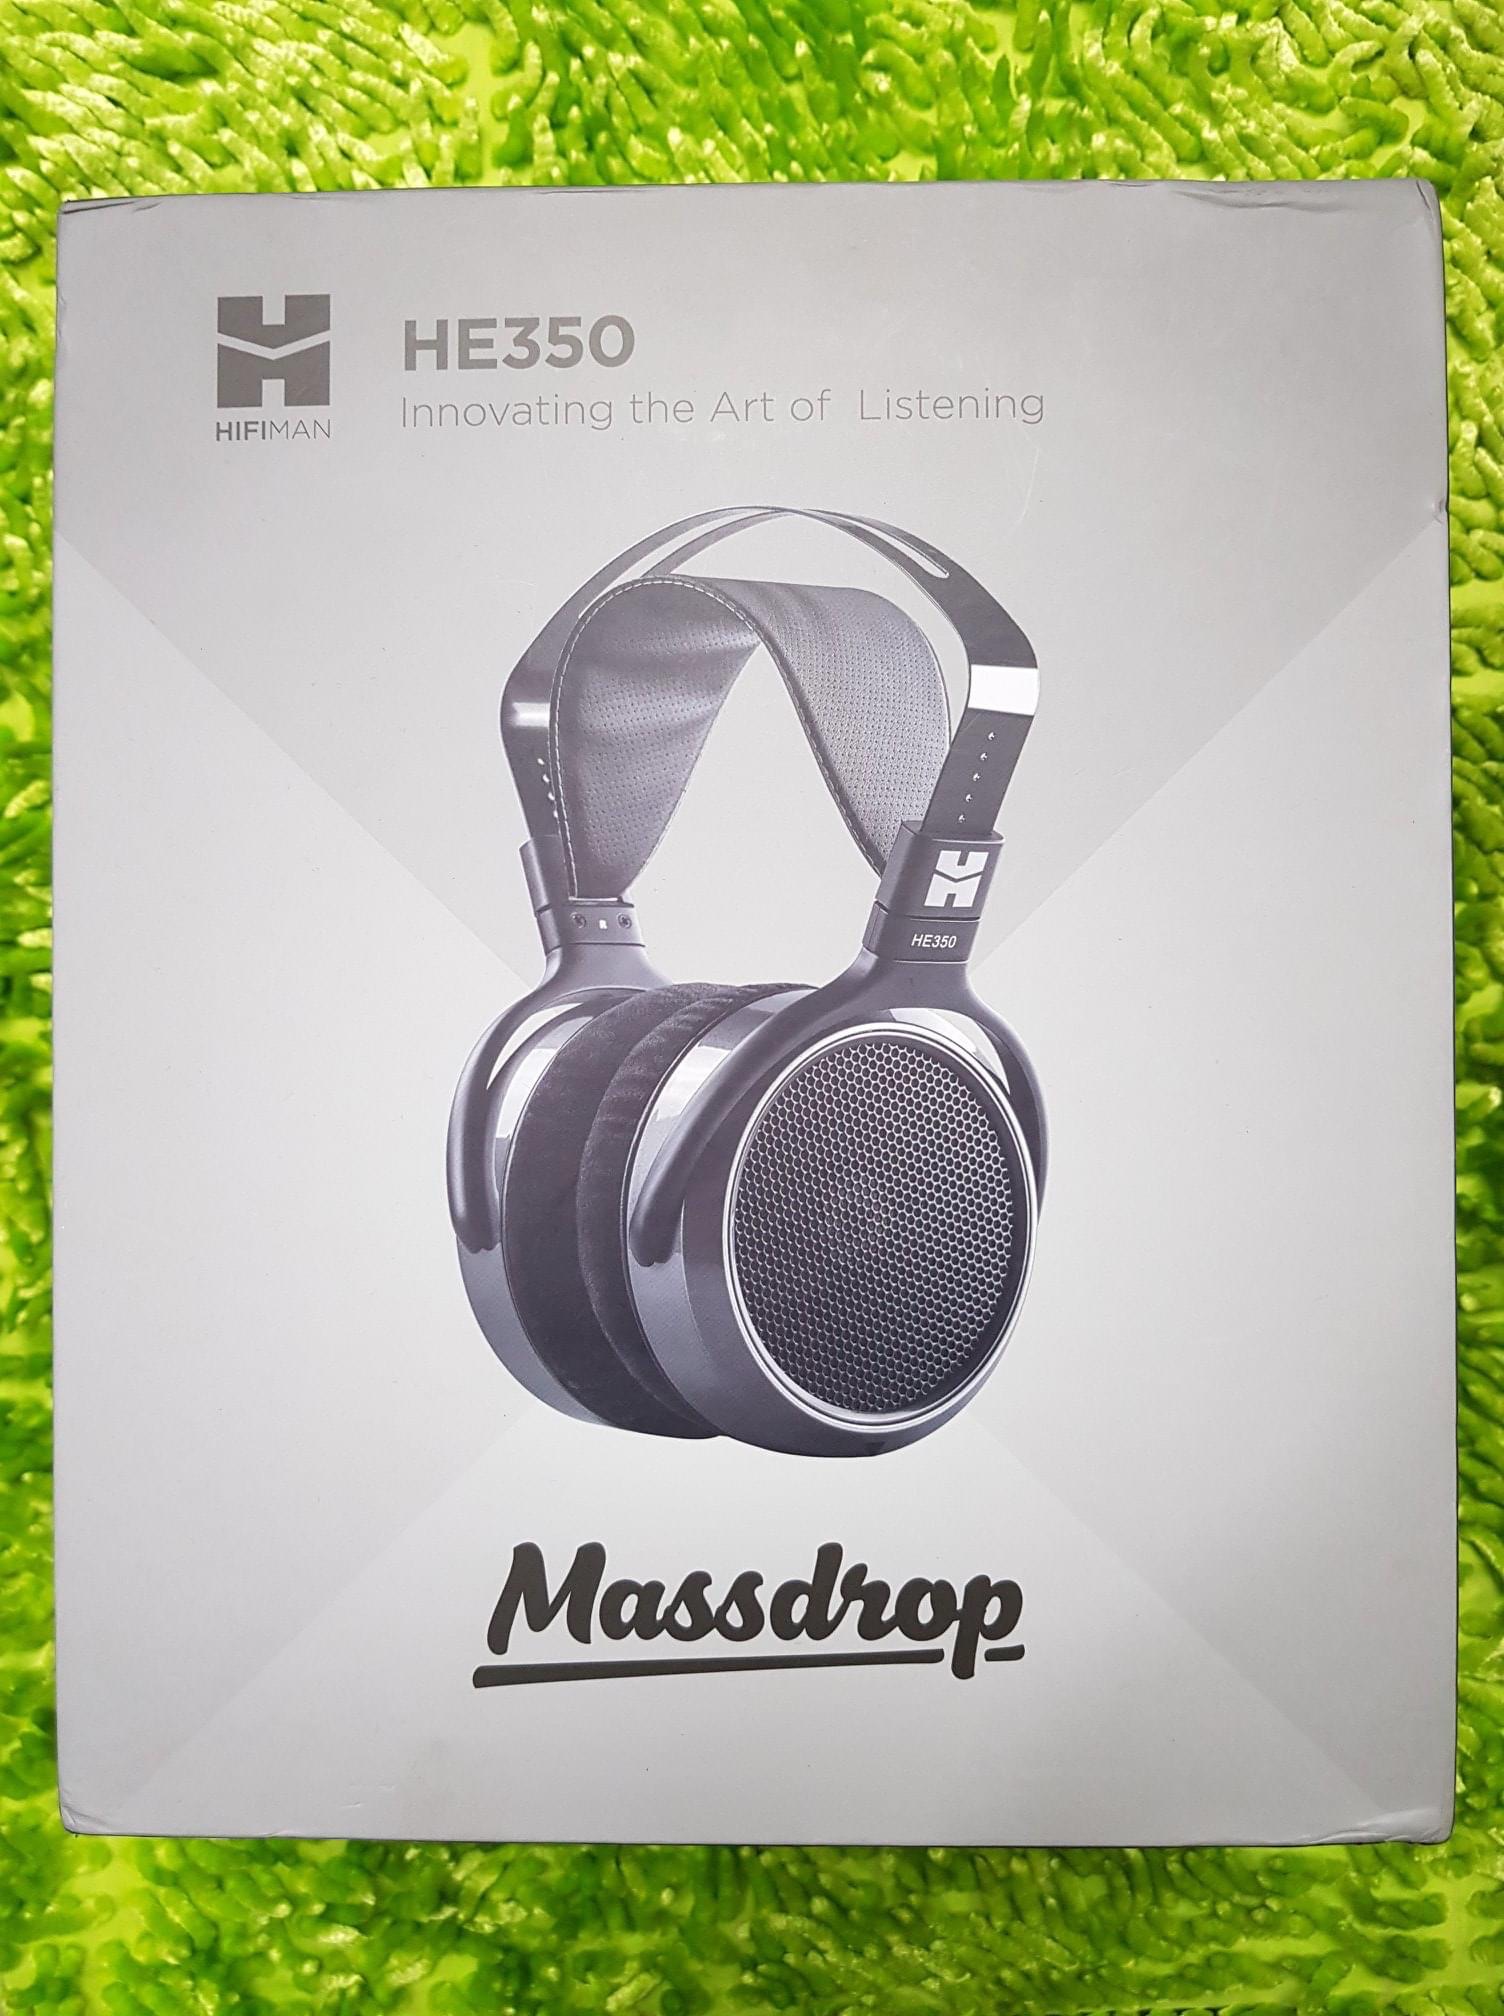 HE350
Innovating the Art of Listening
HIFIMAN
HE350
R
Massdrop